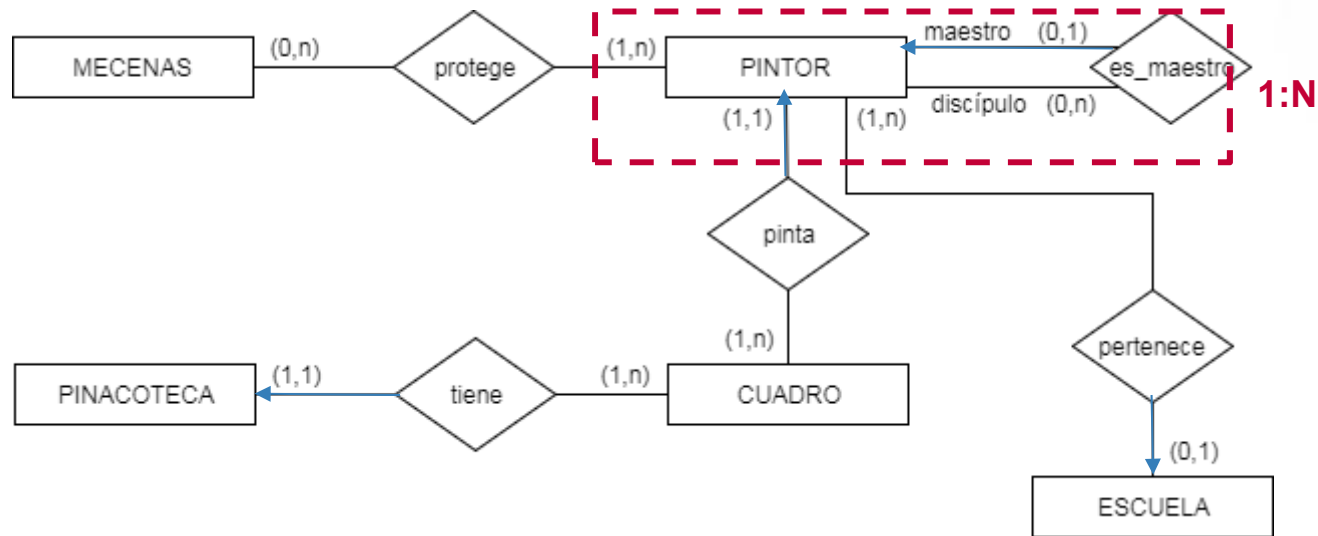 maestro (0,1)
(0,n) (1,n)
MECENAS protege PINTOR es_maestro
1:N
discípulo (0,n)
(1,1) (1,n)
pinta
(1,n)
pertenece
(1,1) (1,n)
PINACOTECA tiene CUADRO
(0,1)
ESCUELA